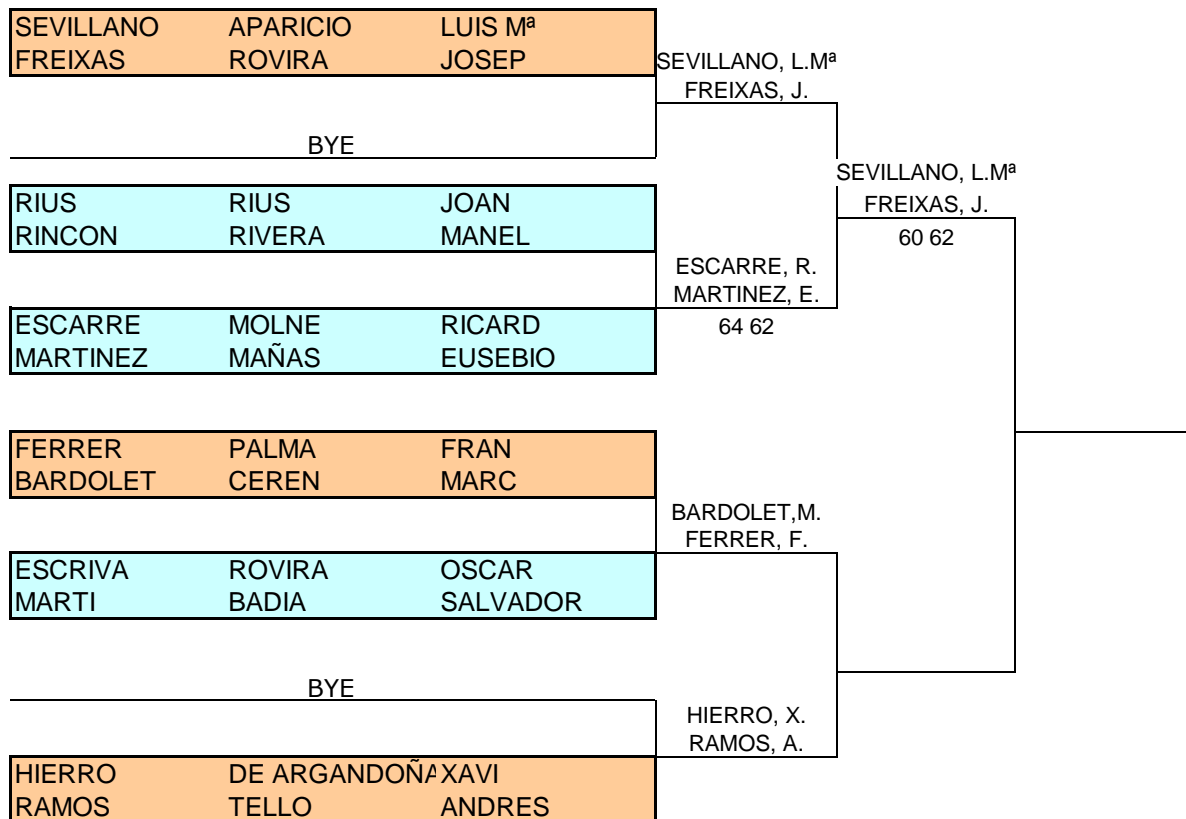 SEVILLANO APARICIO LUIS Mª
FREIXAS ROVIRA JOSEP
SEVILLANO, L.Mª
FREIXAS, J.
BYE
SEVILLANO, L.Mª
FREIXAS, J.
60 62
RIUS RIUS JOAN
RINCON RIVERA MANEL
ESCARRE, R.
MARTINEZ, E.
64 62
ESCARRE MOLNE RICARD
MARTINEZ MAÑAS EUSEBIO
FERRER PALMA FRAN
BARDOLET CEREN MARC
BARDOLET,M.
FERRER, F.
ESCRIVA ROVIRA OSCAR
MARTI BADIA SALVADOR
BYE
HIERRO, X.
RAMOS, A.
HIERRO DE ARGANDOÑA XAVI
RAMOS TELLO ANDRES